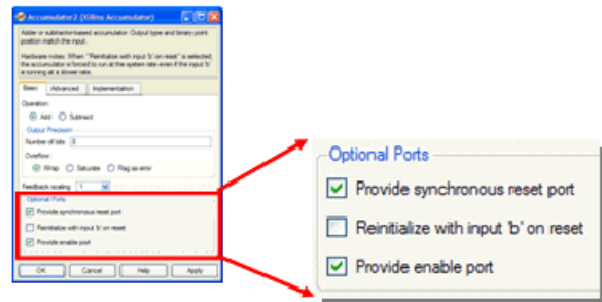 Accumulator2 (Xilinx Accumulator)
Adder or subtractor-based accumulator. Output type and binary point
position match the input.
Hardware notes: When "Reinitialize with input 'b' on reset" is selected,
the accumulator is forced to run at the system rate - even if the input 'b'
is running at a slower rate.
Basic Advanced Implementation
Operation:
Add Subtract
Output Precision
Number of bits 8
Overflow:
Wrap Saturate Flag as error
Feedback scaling 1
Optional Ports
Provide synchronous reset port
Reinitialize with input 'b' on reset
Provide enable port
OK Cancel Help Apply
Optional Ports
Provide synchronous reset port
Reinitialize with input 'b' on reset
Provide enable port